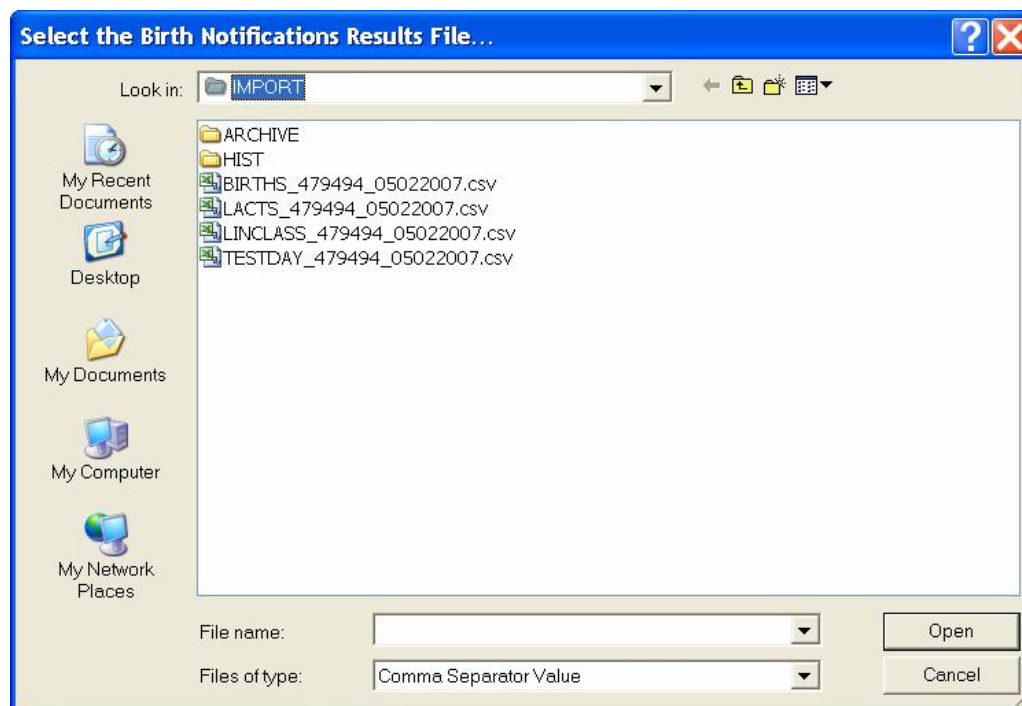 Select the Birth Notifications Results File...
Look in: IMPORT
My Recent
Documents
Desktop
My Documents
My Computer
My Network
Places
ARCHIVE
HIST
BIRTHS_479494_05022007.csv
LACTS_479494_05022007.csv
LINCLASS_479494_05022007.csv
TESTDAY_479494_05022007.csv
File name: Open
Files of type: Comma Separator Value Cancel